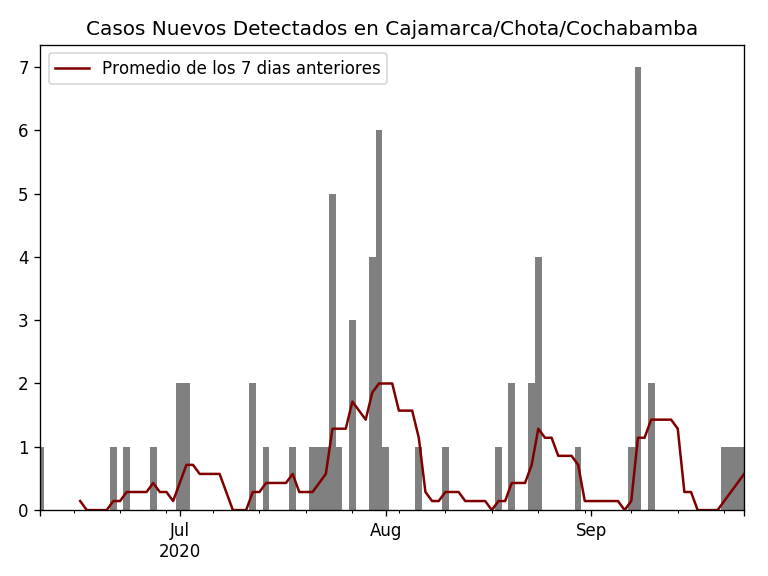 Casos Nuevos Detectados en Cajamarca/Chota/Cochabamba
Promedio de los 7 dias anteriores
7
6
5
4
3
2
1
0
Jul
2020
Aug
Sep